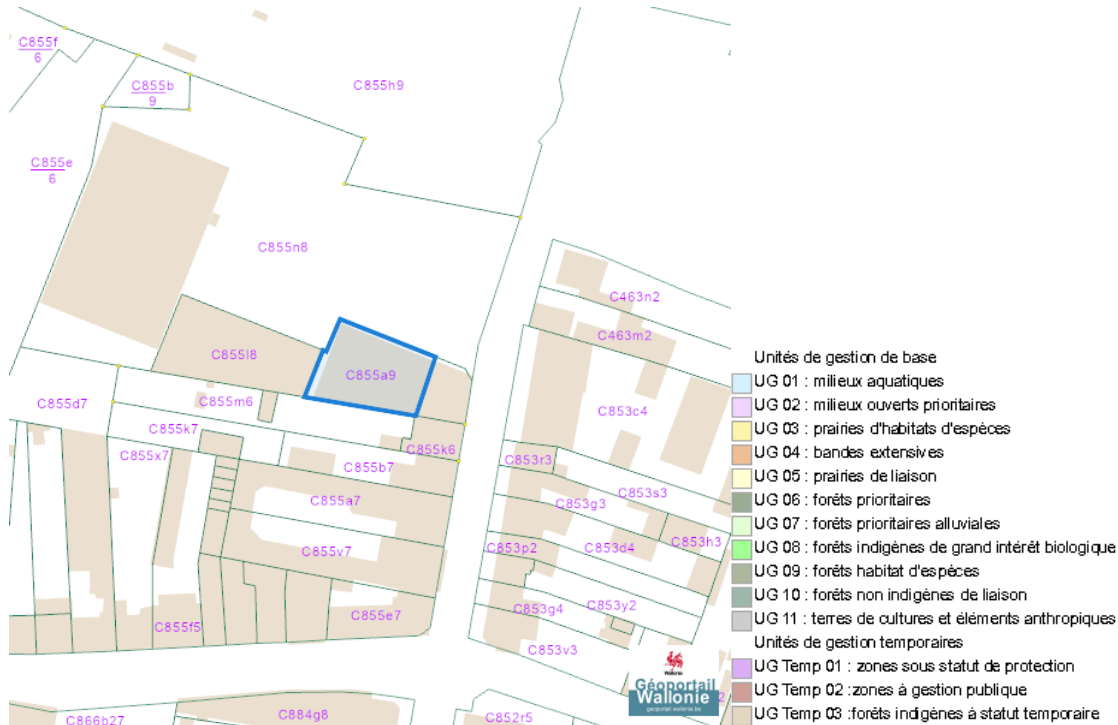 C855f
6
C855b
9
C855h9
C855e
6
C855n8
C463n2
C463m2
C855l8
C855a9
C855d7
C855m6
C853c4
C855k7
C855k6
C855x7
C855b7
C853r3
C853s3
C855a7
C853g3
C853h3
C853p2
C853d4
C855v7
C853y2
C853g4
C855e7
C855f5
C853v3
C866b27
C884g8
C852r5
Wallonie
Géoportail
Wallonie
geoportail.wallonie.be
Unités de gestion de base
UG 01 : milieux aquatiques
UG 02 : milieux ouverts prioritaires
UG 03 : prairies d'habitats d'espèces
UG 04 : bandes extensives
UG 05 : prairies de liaison
UG 06 : forêts prioritaires
UG 07 : forêts prioritaires alluviales
UG 08 : forêts indigènes de grand intérêt biologique
UG 09 : forêts habitat d'espèces
UG 10 : forêts non indigènes de liaison
UG 11 : terres de cultures et éléments anthropiques
Unités de gestion temporaires
UG Temp 01 : zones sous statut de protection
UG Temp 02 :zones à gestion publique
UG Temp 03 :forêts indigènes à statut temporaire